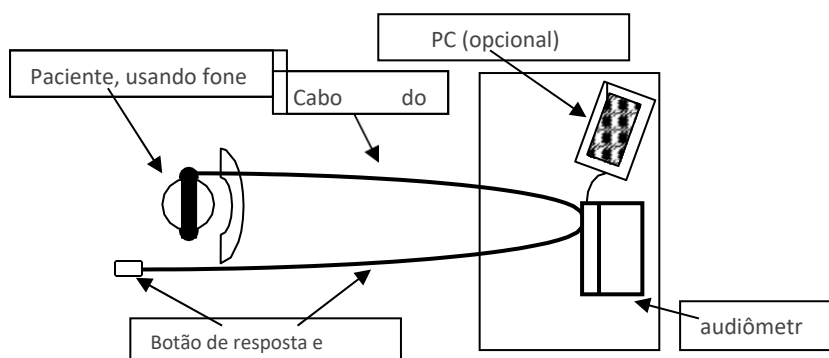 PC (opcional)
Paciente, usando fone
Cabo do
audiômetr
Botão de resposta e